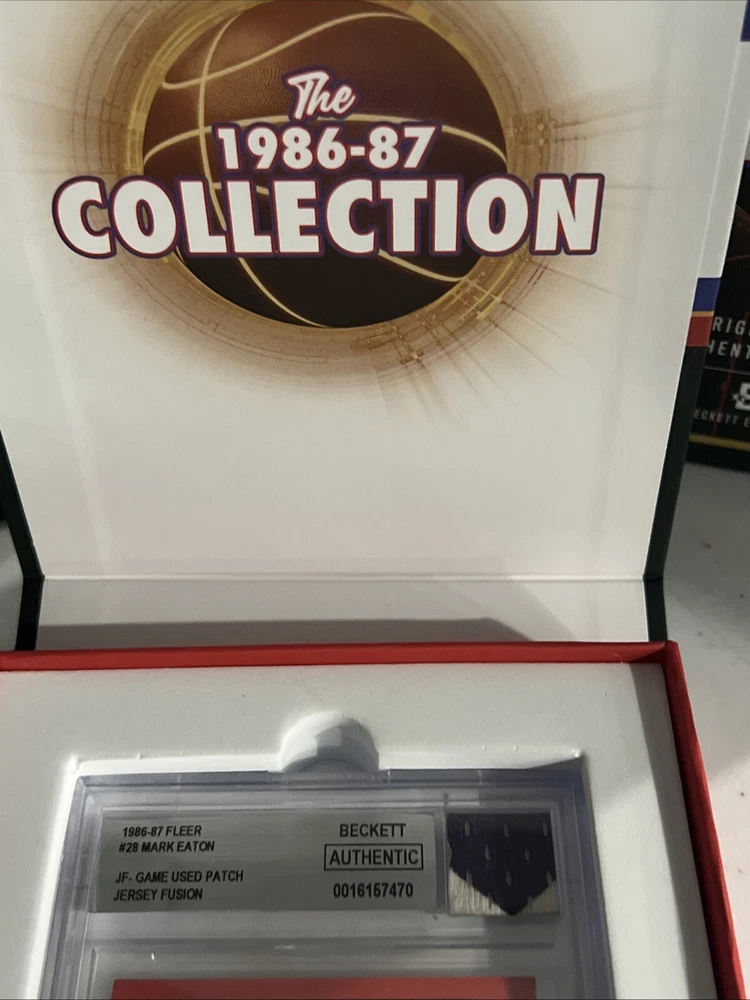 The
1986-87
COLLECTION
1986-87 FLEER
#28 MARK EATON
JF- GAME USED PATCH
JERSEY FUSION
BECKETT
AUTHENTIC
0016157470